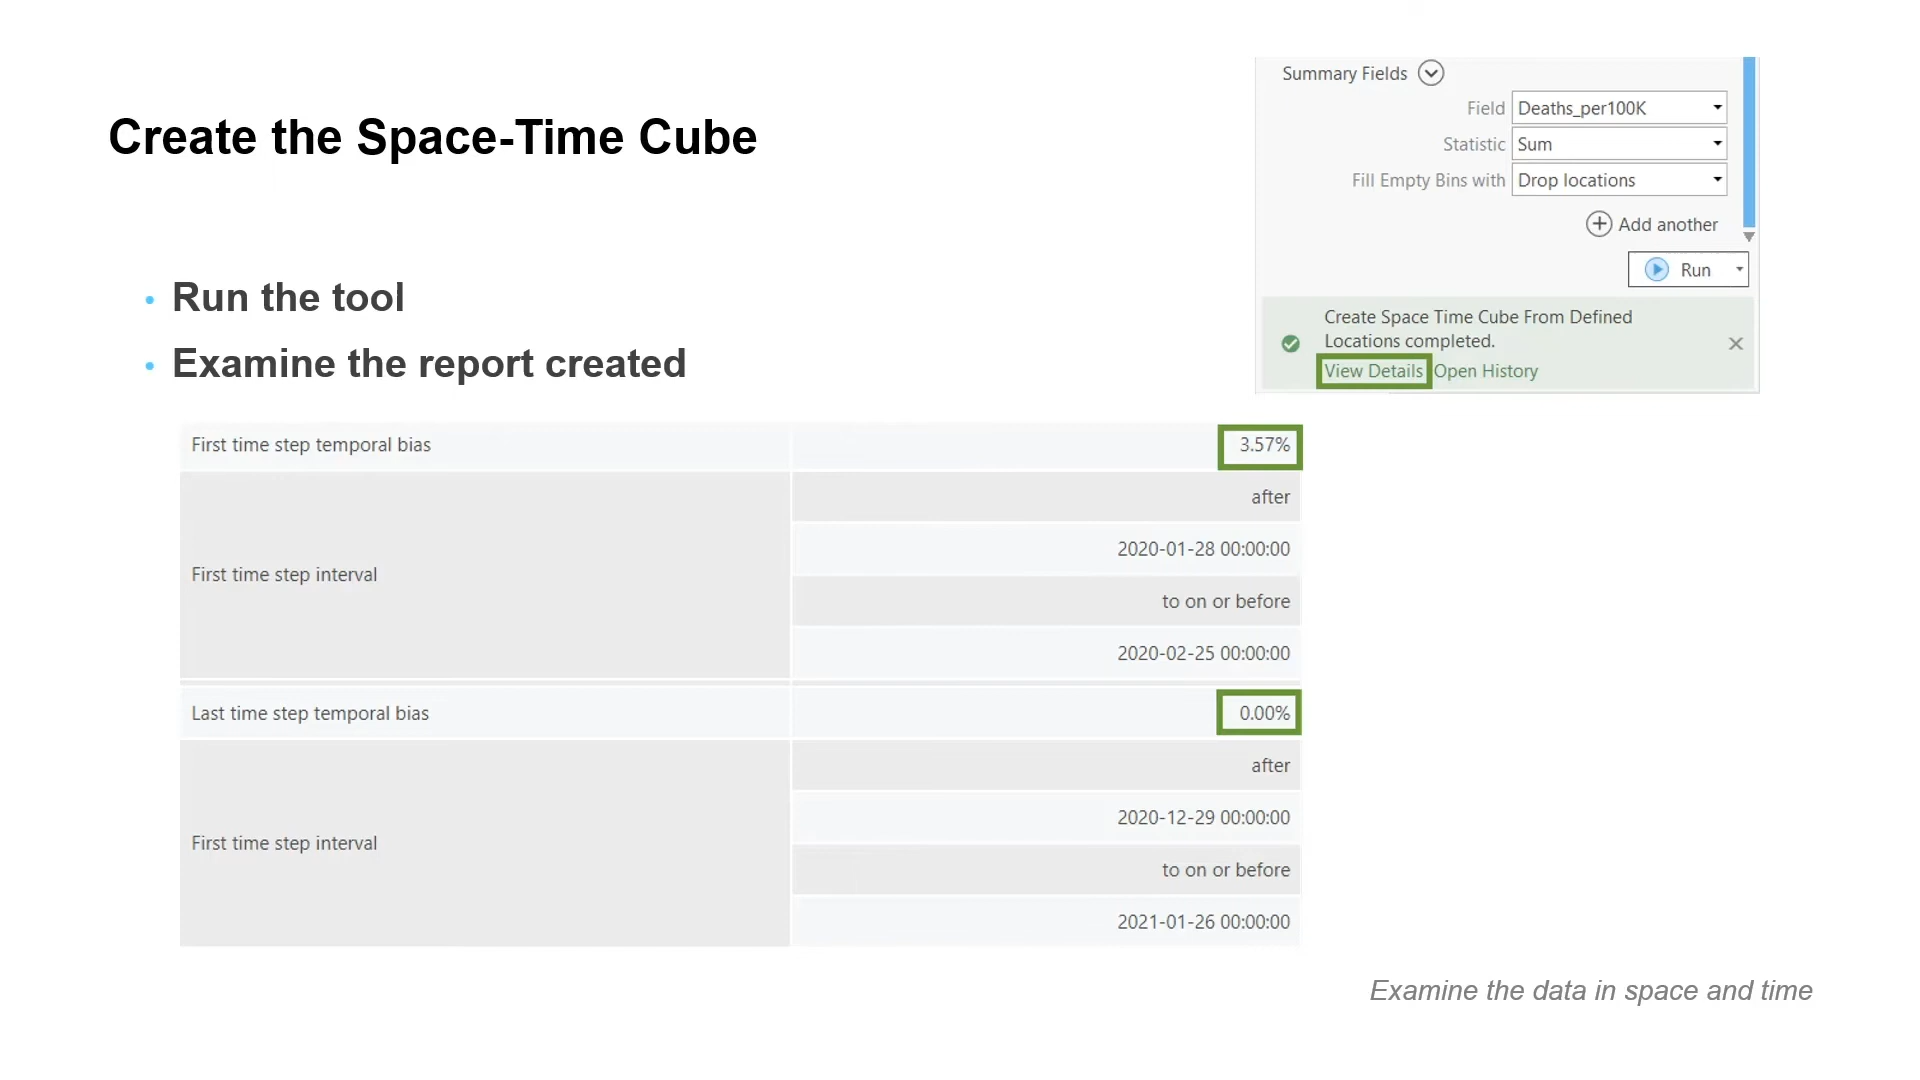 Create the Space-Time Cube
Summary Fields
Field Deaths_per100K
Statistic Sum
Fill Empty Bins with Drop locations
Add another
Run
Create Space Time Cube From Defined
Locations completed.
View Details Open History
• Run the tool
• Examine the report created
First time step temporal bias 3.57%
after
2020-01-28 00:00:00
First time step interval
to on or before
2020-02-25 00:00:00
Last time step temporal bias 0.00%
after
2020-12-29 00:00:00
First time step interval
to on or before
2021-01-26 00:00:00
Examine the data in space and time